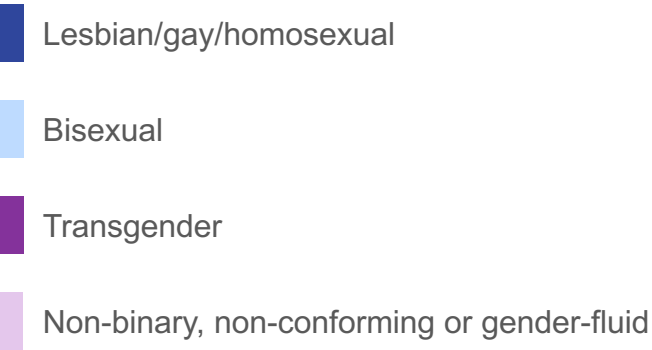 Lesbian/gay/homosexual
Bisexual
Transgender
Non-binary, non-conforming or gender-fluid